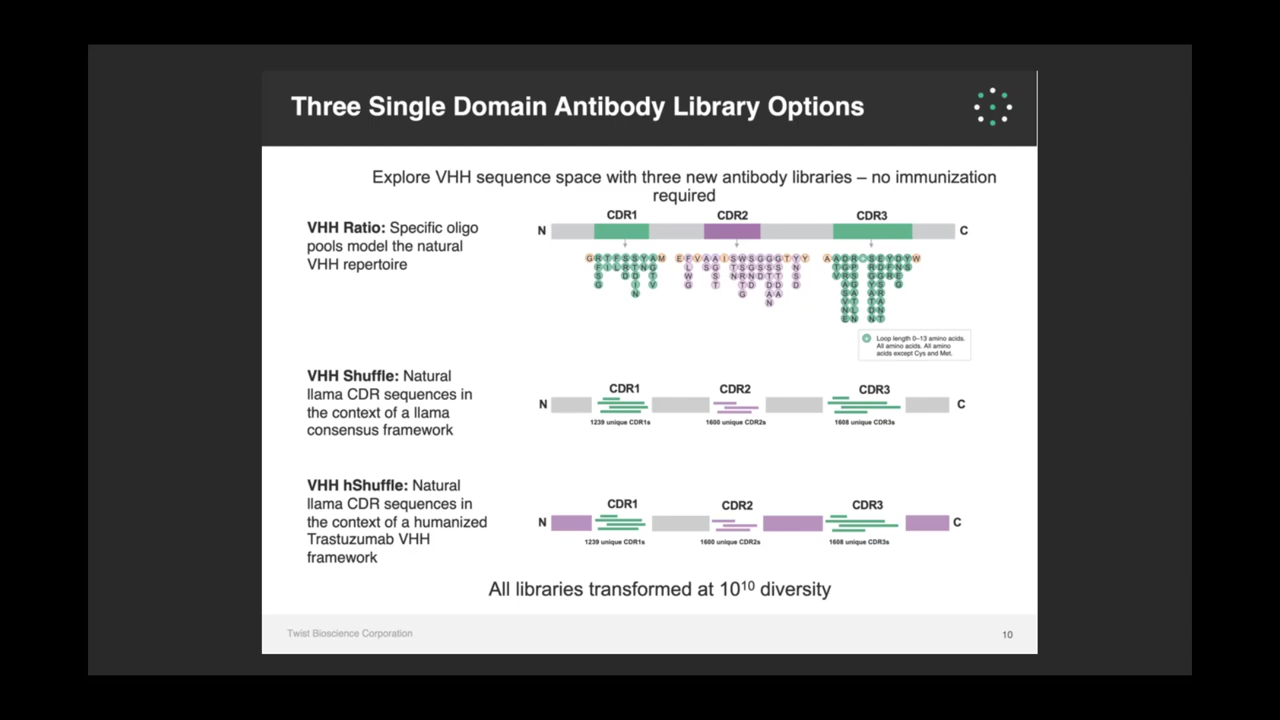 Three Single Domain Antibody Library Options
Explore VHH sequence space with three new antibody libraries – no immunization
required
VHH Ratio: Specific oligo
pools model the natural
VHH repertoire
CDR1
CDR2
CDR3
N
C
Loop length 0–13 amino acids.
All amino acids. All amino
acids except Cys and Met.
VHH Shuffle: Natural
llama CDR sequences in
the context of a llama
consensus framework
CDR1
CDR2
CDR3
N
C
1239 unique CDR1s
1600 unique CDR2s
1608 unique CDR3s
VHH hShuffle: Natural
llama CDR sequences in
the context of a humanized
Trastuzumab VHH
framework
CDR1
CDR2
CDR3
N
C
1239 unique CDR1s
1600 unique CDR2s
1608 unique CDR3s
All libraries transformed at 10¹⁰ diversity
Twist Bioscience Corporation
10